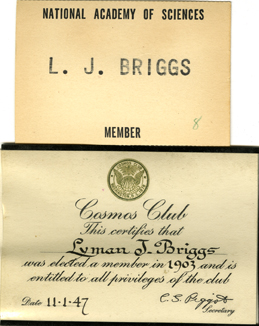 NATIONAL ACADEMY OF SCIENCES
L. J. BRIGGS
MEMBER
8
Cosmos Club
This certifies that
Lyman J. Briggs
was elected a member in 1903 and is
entitled to all privileges of the club
Date 11-1-47
C. S. Piggot
Secretary